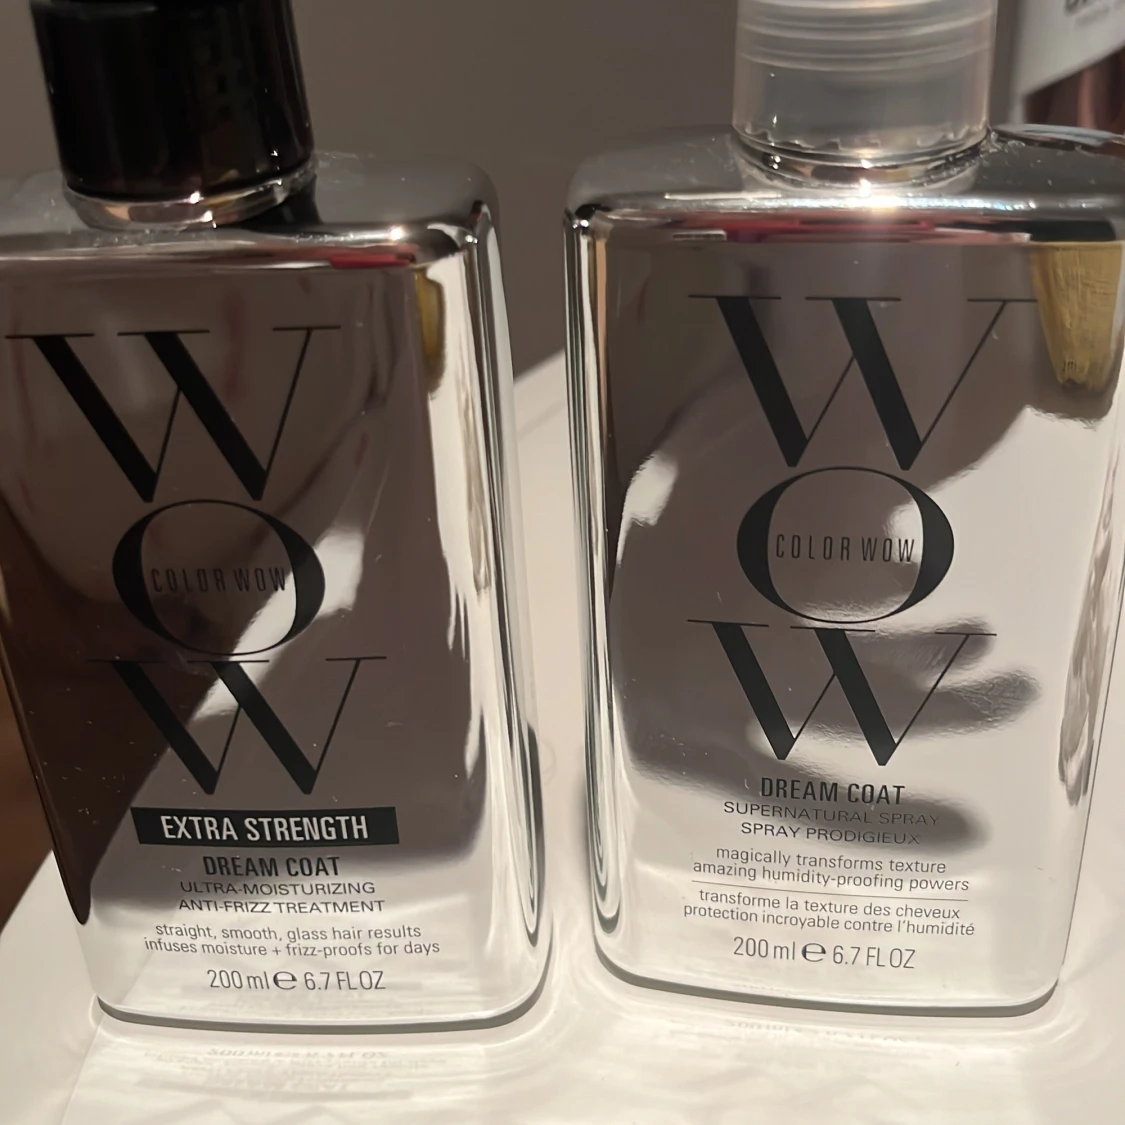 W
O
COLOR WOW
W
EXTRA STRENGTH
DREAM COAT
ULTRA-MOISTURIZING
ANTI-FRIZZ TREATMENT
straight, smooth, glass hair results
infuses moisture + frizz-proofs for days
200 ml e 6.7 FL OZ
W
O
COLOR WOW
W
DREAM COAT
SUPERNATURAL SPRAY
SPRAY PRODIGIEUX
magically transforms texture
amazing humidity-proofing powers
transforme la texture des cheveux
protection incroyable contre l'humidité
200 ml e 6.7 FL OZ